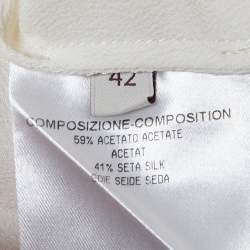 42
COMPOSIZIONE-COMPOSITION
59% ACETATO ACETATE
ACETAT
41% SETA SILK
SOIE SEIDE SEDA